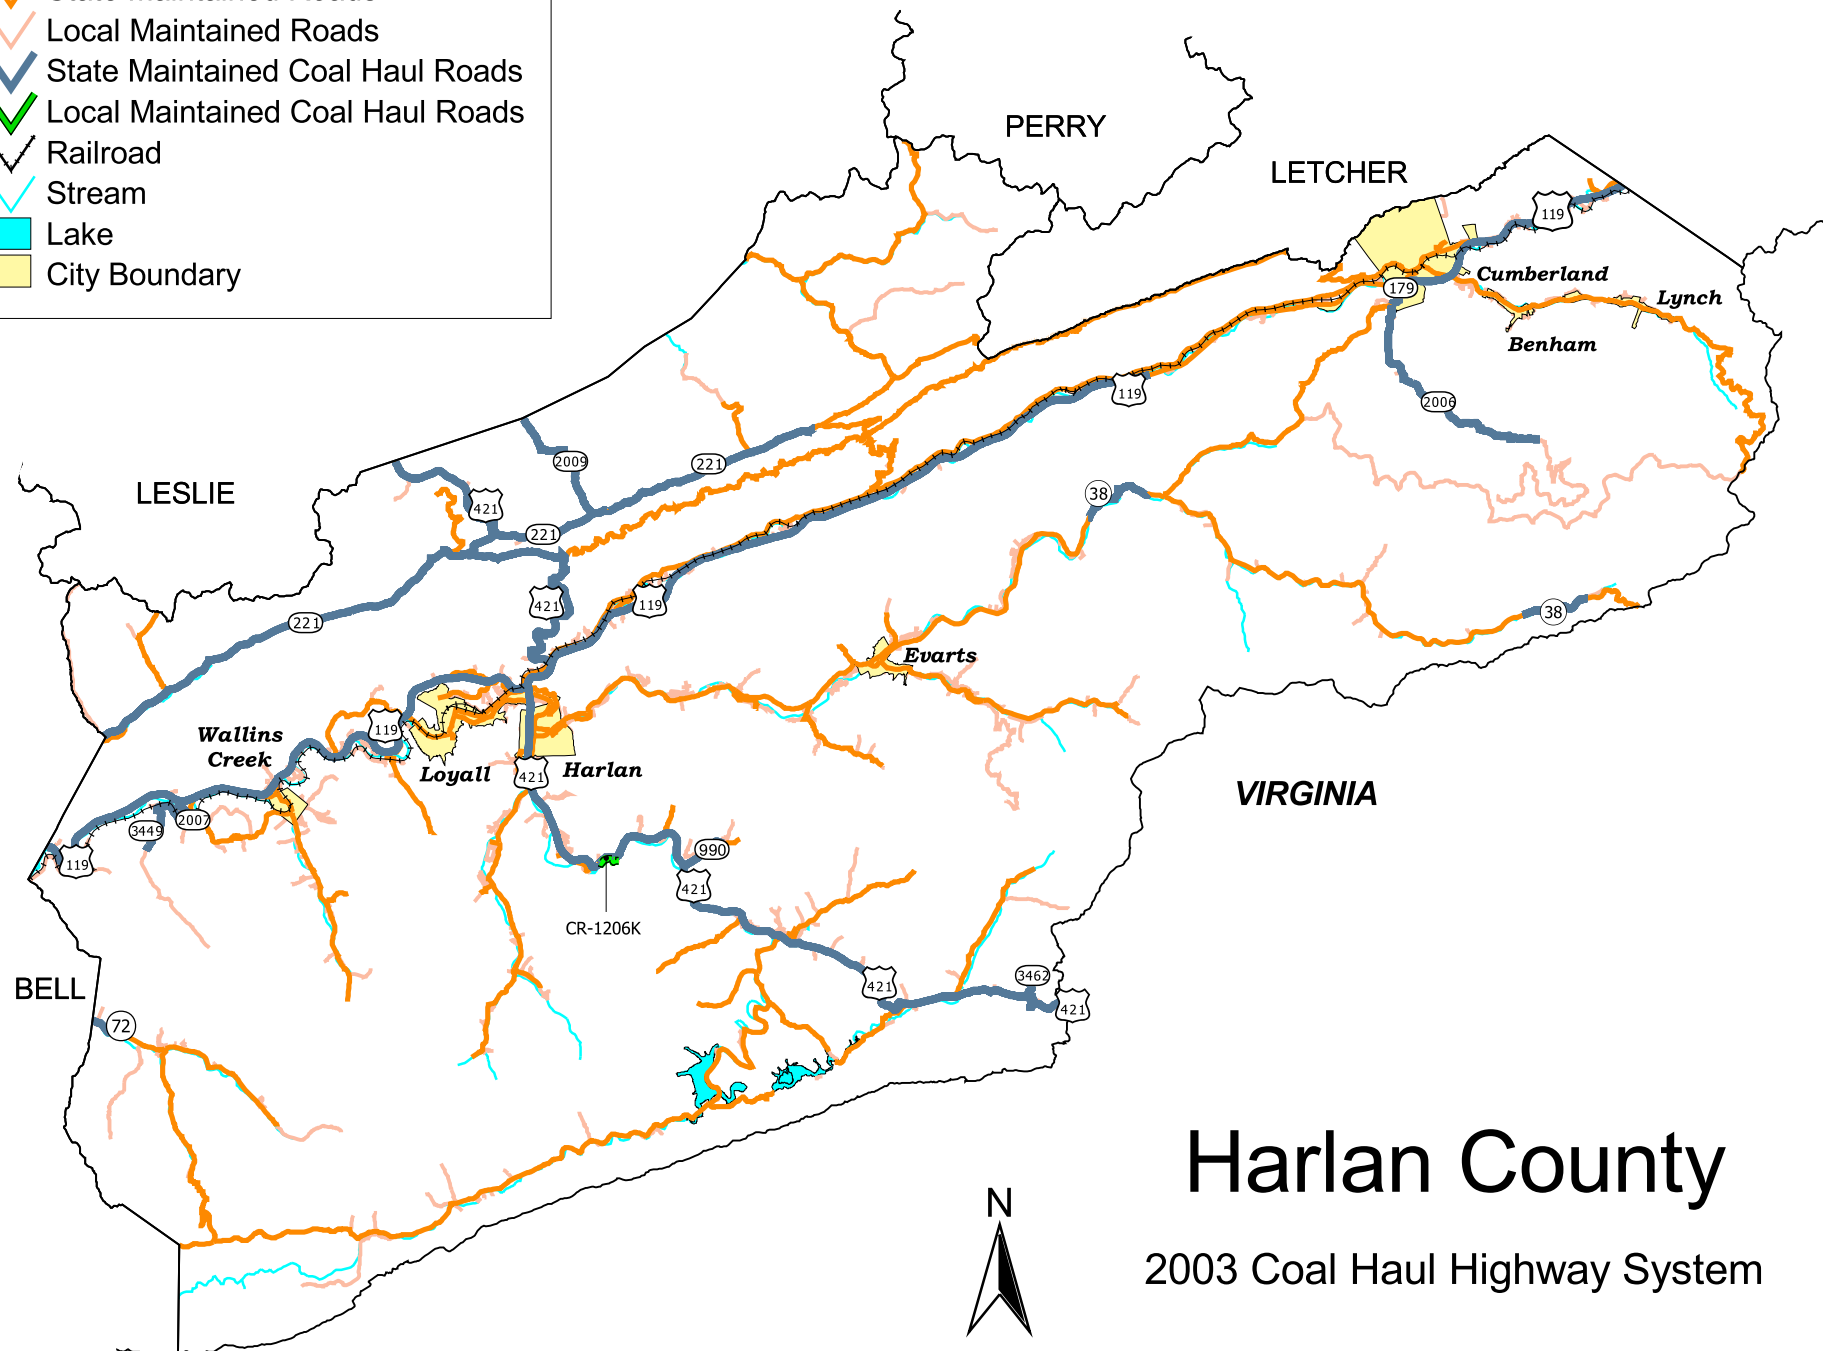 State Maintained Roads
Local Maintained Roads
State Maintained Coal Haul Roads
Local Maintained Coal Haul Roads
Railroad
Stream
Lake
City Boundary
PERRY
LETCHER
119
Cumberland
179
Lynch
Benham
119
2006
LESLIE
2009
221
421
221
38
421
119
221
38
Evarts
Wallins
Creek
119
Loyall
Harlan
421
VIRGINIA
3449
2007
119
990
421
CR-1206K
BELL
421
3462
421
72
Harlan County
N
2003 Coal Haul Highway System